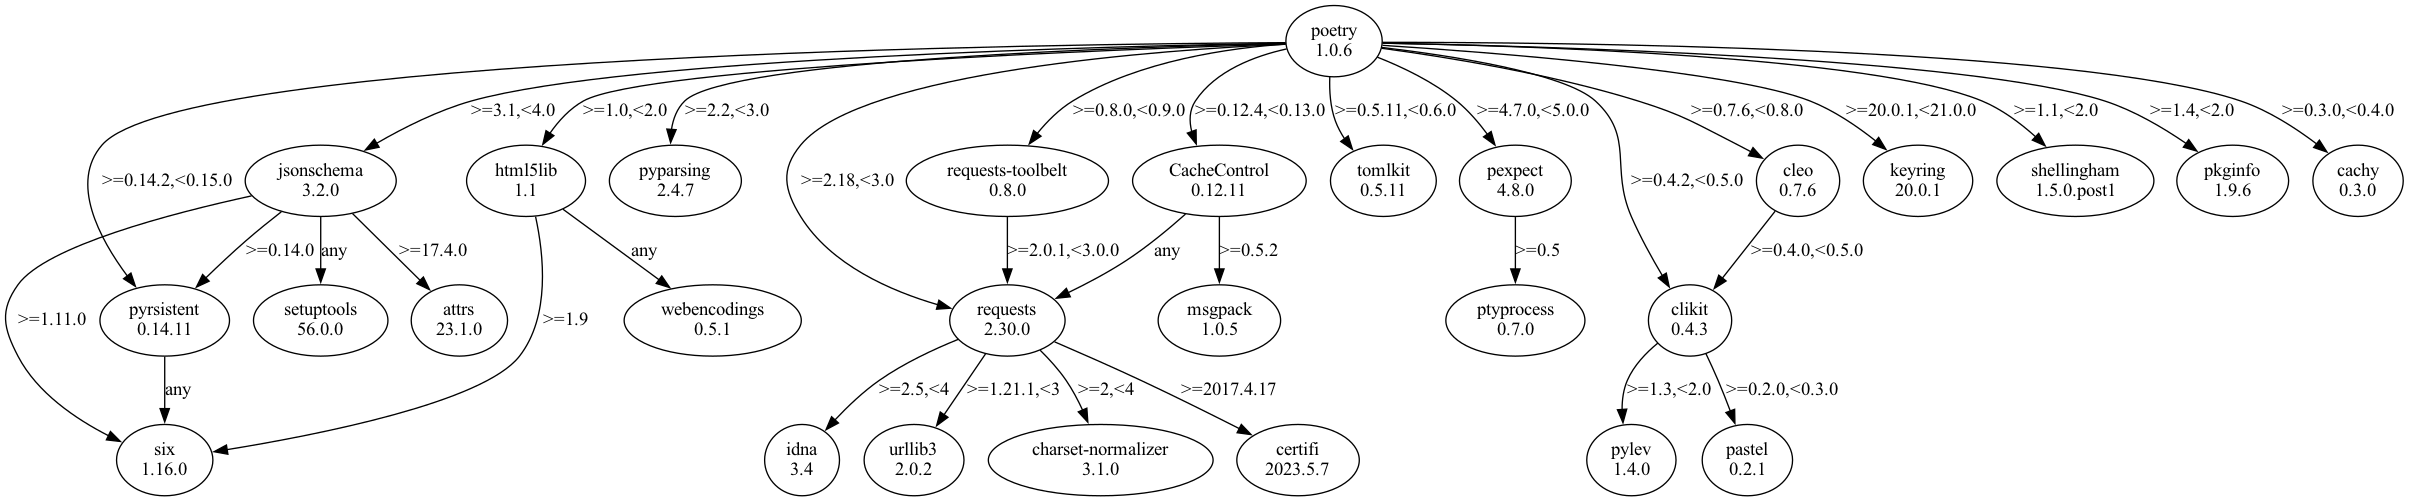 poetry
1.0.6
>=3.1,<4.0
>=1.0,<2.0
>=2.2,<3.0
>=0.8.0,<0.9.0
>=0.12.4,<0.13.0
>=0.5.11,<0.6.0
>=4.7.0,<5.0.0
>=0.7.6,<0.8.0
>=20.0.1,<21.0.0
>=1.1,<2.0
>=1.4,<2.0
>=0.3.0,<0.4.0
>=0.14.2,<0.15.0
jsonschema
3.2.0
html5lib
1.1
pyparsing
2.4.7
>=2.18,<3.0
requests-toolbelt
0.8.0
CacheControl
0.12.11
tomlkit
0.5.11
pexpect
4.8.0
>=0.4.2,<0.5.0
cleo
0.7.6
keyring
20.0.1
shellingham
1.5.0.post1
pkginfo
1.9.6
cachy
0.3.0
>=0.14.0
any
>=17.4.0
any
>=2.0.1,<3.0.0
any
>=0.5.2
>=0.5
>=0.4.0,<0.5.0
>=1.11.0
pyrsistent
0.14.11
setuptools
56.0.0
attrs
23.1.0
>=1.9
webencodings
0.5.1
requests
2.30.0
msgpack
1.0.5
ptyprocess
0.7.0
clikit
0.4.3
any
>=2.5,<4
>=1.21.1,<3
>=2,<4
>=2017.4.17
>=1.3,<2.0
>=0.2.0,<0.3.0
six
1.16.0
idna
3.4
urllib3
2.0.2
charset-normalizer
3.1.0
certifi
2023.5.7
pylev
1.4.0
pastel
0.2.1